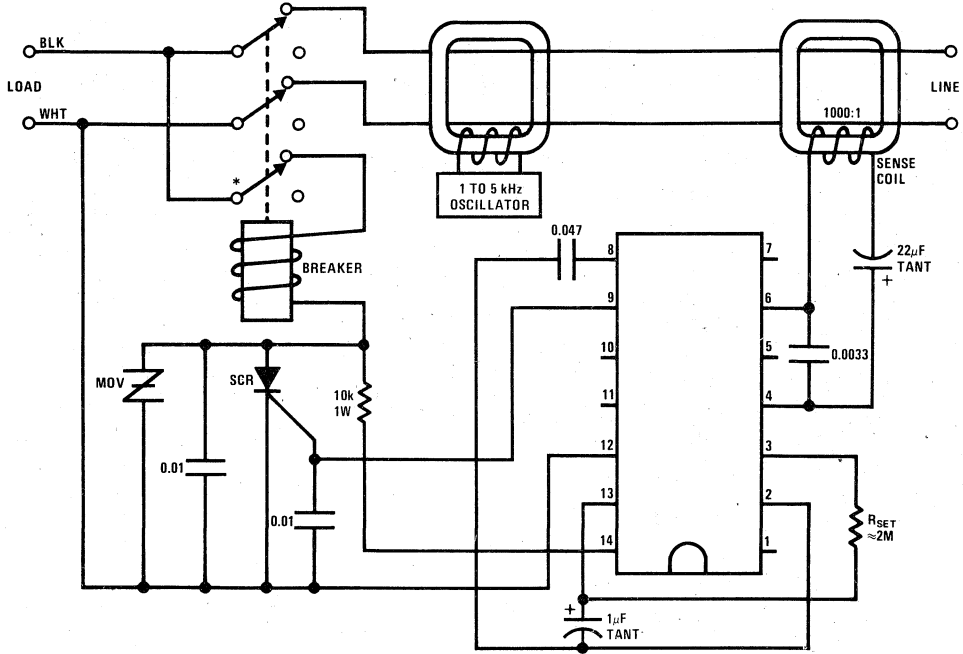 BLK
LOAD
WHT
LINE
1000:1
SENSE
COIL
1 TO 5 kHz
OSCILLATOR
*
BREAKER
0.047
22µF
TANT
+
8
7
9
6
10
5
0.0033
11
4
12
3
13
2
14
1
MOV
SCR
10k
1W
0.01
0.01
RSET
≈2M
+
1µF
TANT